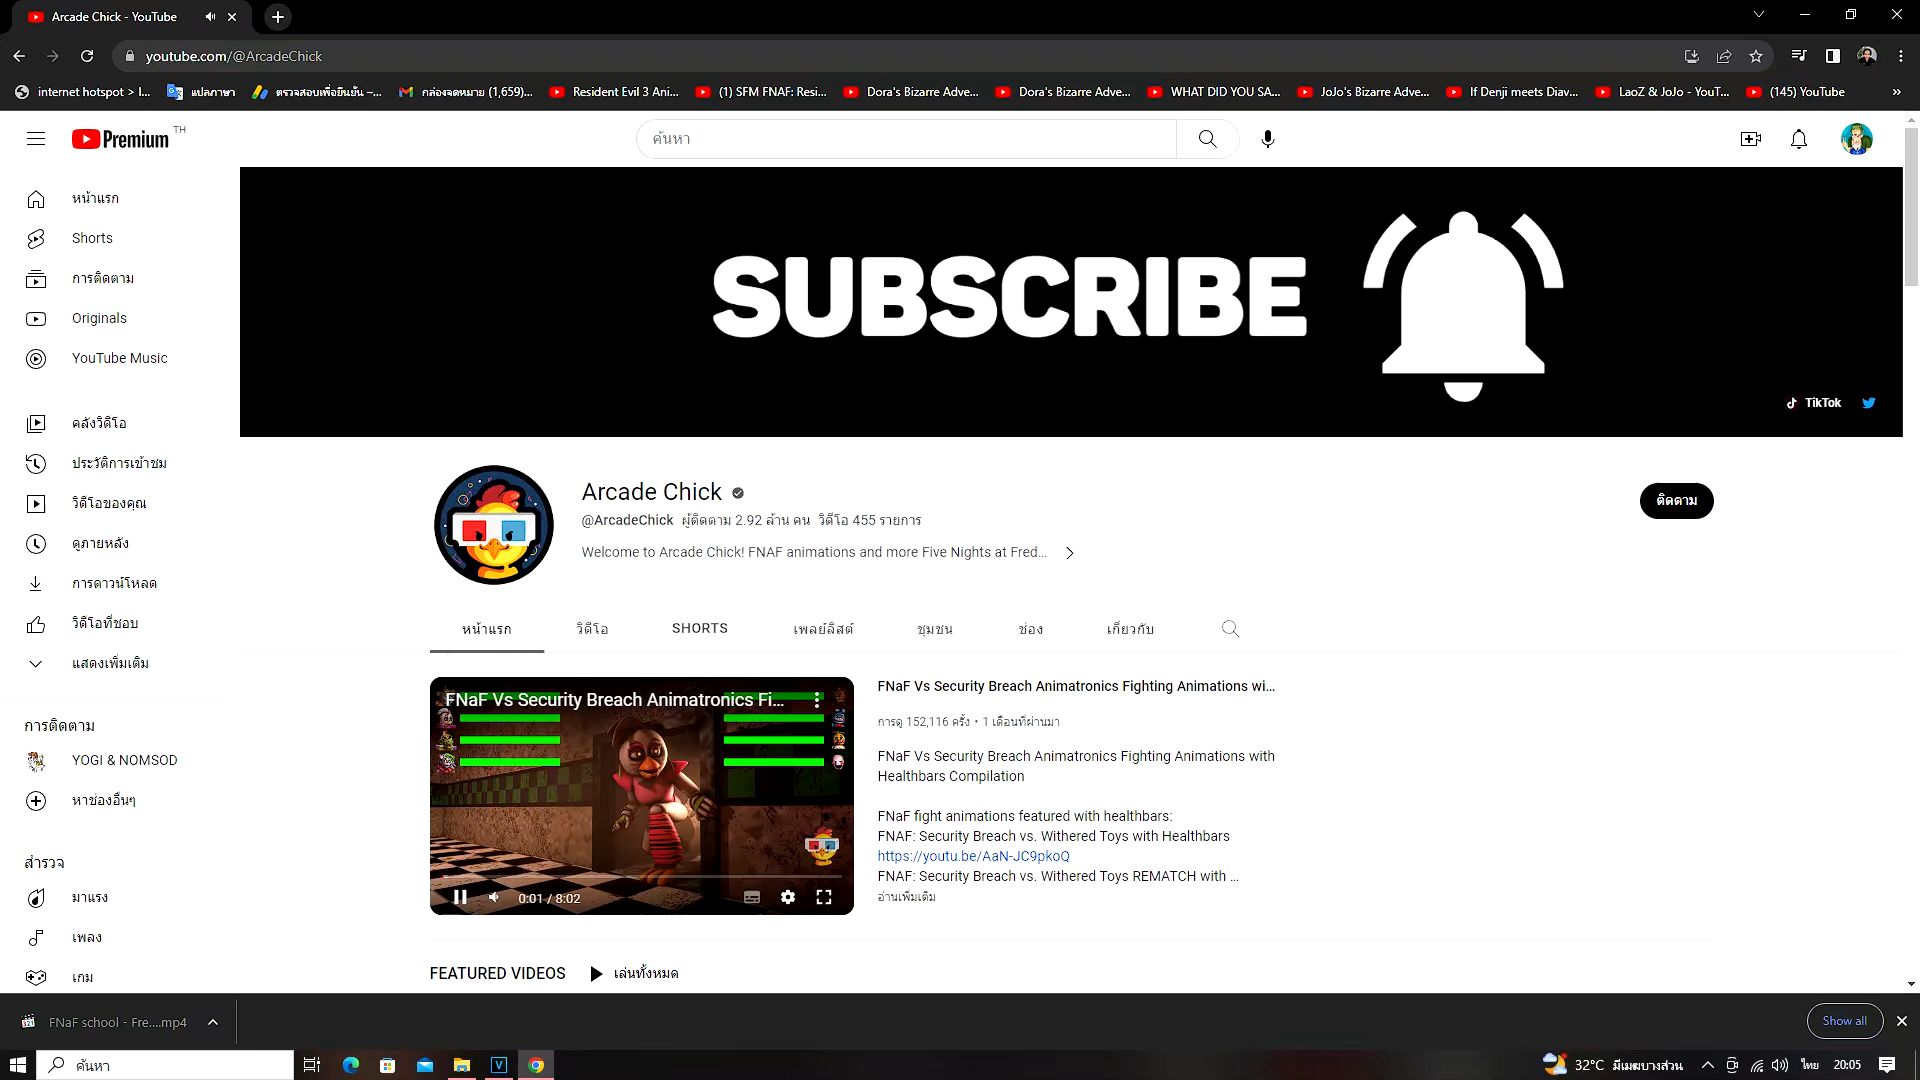 Arcade Chick - YouTube
youtube.com/@ArcadeChick
internet hotspot > l...
แปลภาษา
ตรวจสอบเพื่อยืนยัน –...
กล่องจดหมาย (1,659)...
Resident Evil 3 Ani...
(1) SFM FNAF: Resi...
Dora's Bizarre Adve...
Dora's Bizarre Adve...
WHAT DID YOU SA...
JoJo's Bizarre Adve...
If Denji meets Diav...
LaoZ & JoJo - YouT...
(145) YouTube
Premium TH
ค้นหา
หน้าแรก
Shorts
การติดตาม
Originals
YouTube Music
คลังวิดีโอ
ประวัติการเข้าชม
วิดีโอของคุณ
ดูภายหลัง
การดาวน์โหลด
วิดีโอที่ชอบ
แสดงเพิ่มเติม
การติดตาม
YOGI & NOMSOD
หาช่องอื่นๆ
สำรวจ
มาแรง
เพลง
เกม
SUBSCRIBE
TikTok
Arcade Chick
@ArcadeChick ผู้ติดตาม 2.92 ล้าน คน วิดีโอ 455 รายการ
Welcome to Arcade Chick! FNAF animations and more Five Nights at Fred...
ติดตาม
หน้าแรก วิดีโอ SHORTS เพลย์ลิสต์ ชุมชน ช่อง เกี่ยวกับ
FNaF Vs Security Breach Animatronics Fi...
0:01 / 8:02
FNaF Vs Security Breach Animatronics Fighting Animations wi...
การดู 152,116 ครั้ง • 1 เดือนที่ผ่านมา
FNaF Vs Security Breach Animatronics Fighting Animations with
Healthbars Compilation
FNaF fight animations featured with healthbars:
FNAF: Security Breach vs. Withered Toys with Healthbars
https://youtu.be/AaN-JC9pkoQ
FNAF: Security Breach vs. Withered Toys REMATCH with ...
อ่านเพิ่มเติม
FEATURED VIDEOS เล่นทั้งหมด
FNaF school - Fre....mp4
Show all
ค้นหา
32°C มีเมฆบางส่วน
ไทย
20:05